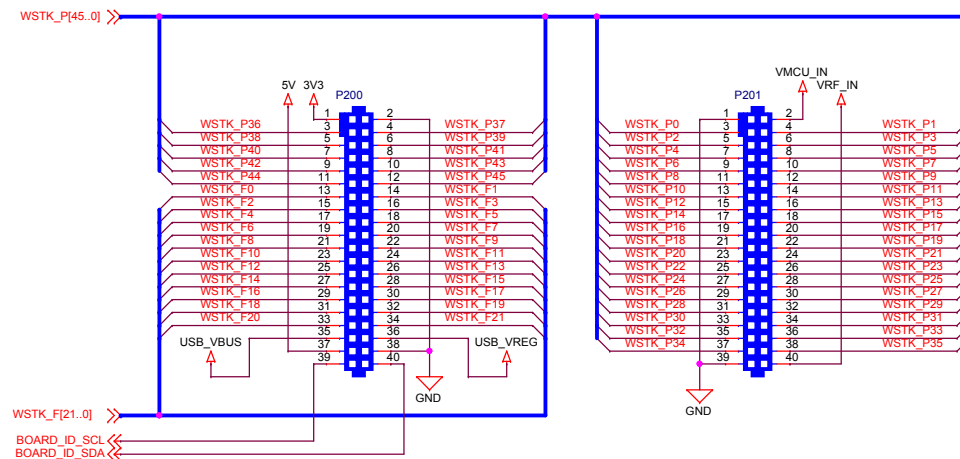 WSTK_P[45..0]
5V 3V3 P200
VMCU_IN
VRF_IN
P201
1 2
WSTK_P36 3 4 WSTK_P37
WSTK_P38 5 6 WSTK_P39
WSTK_P40 7 8 WSTK_P41
WSTK_P42 9 10 WSTK_P43
WSTK_P44 11 12 WSTK_P45
WSTK_F0 13 14 WSTK_F1
WSTK_F2 15 16 WSTK_F3
WSTK_F4 17 18 WSTK_F5
WSTK_F6 19 20 WSTK_F7
WSTK_F8 21 22 WSTK_F9
WSTK_F10 23 24 WSTK_F11
WSTK_F12 25 26 WSTK_F13
WSTK_F14 27 28 WSTK_F15
WSTK_F16 29 30 WSTK_F17
WSTK_F18 31 32 WSTK_F19
WSTK_F20 33 34 WSTK_F21
35 36
USB_VBUS 37 38 USB_VREG
39 40
GND
1 2
WSTK_P0 3 4 WSTK_P1
WSTK_P2 5 6 WSTK_P3
WSTK_P4 7 8 WSTK_P5
WSTK_P6 9 10 WSTK_P7
WSTK_P8 11 12 WSTK_P9
WSTK_P10 13 14 WSTK_P11
WSTK_P12 15 16 WSTK_P13
WSTK_P14 17 18 WSTK_P15
WSTK_P16 19 20 WSTK_P17
WSTK_P18 21 22 WSTK_P19
WSTK_P20 23 24 WSTK_P21
WSTK_P22 25 26 WSTK_P23
WSTK_P24 27 28 WSTK_P25
WSTK_P26 29 30 WSTK_P27
WSTK_P28 31 32 WSTK_P29
WSTK_P30 33 34 WSTK_P31
WSTK_P32 35 36 WSTK_P33
WSTK_P34 37 38 WSTK_P35
39 40
GND
WSTK_F[21..0]
BOARD_ID_SCL
BOARD_ID_SDA